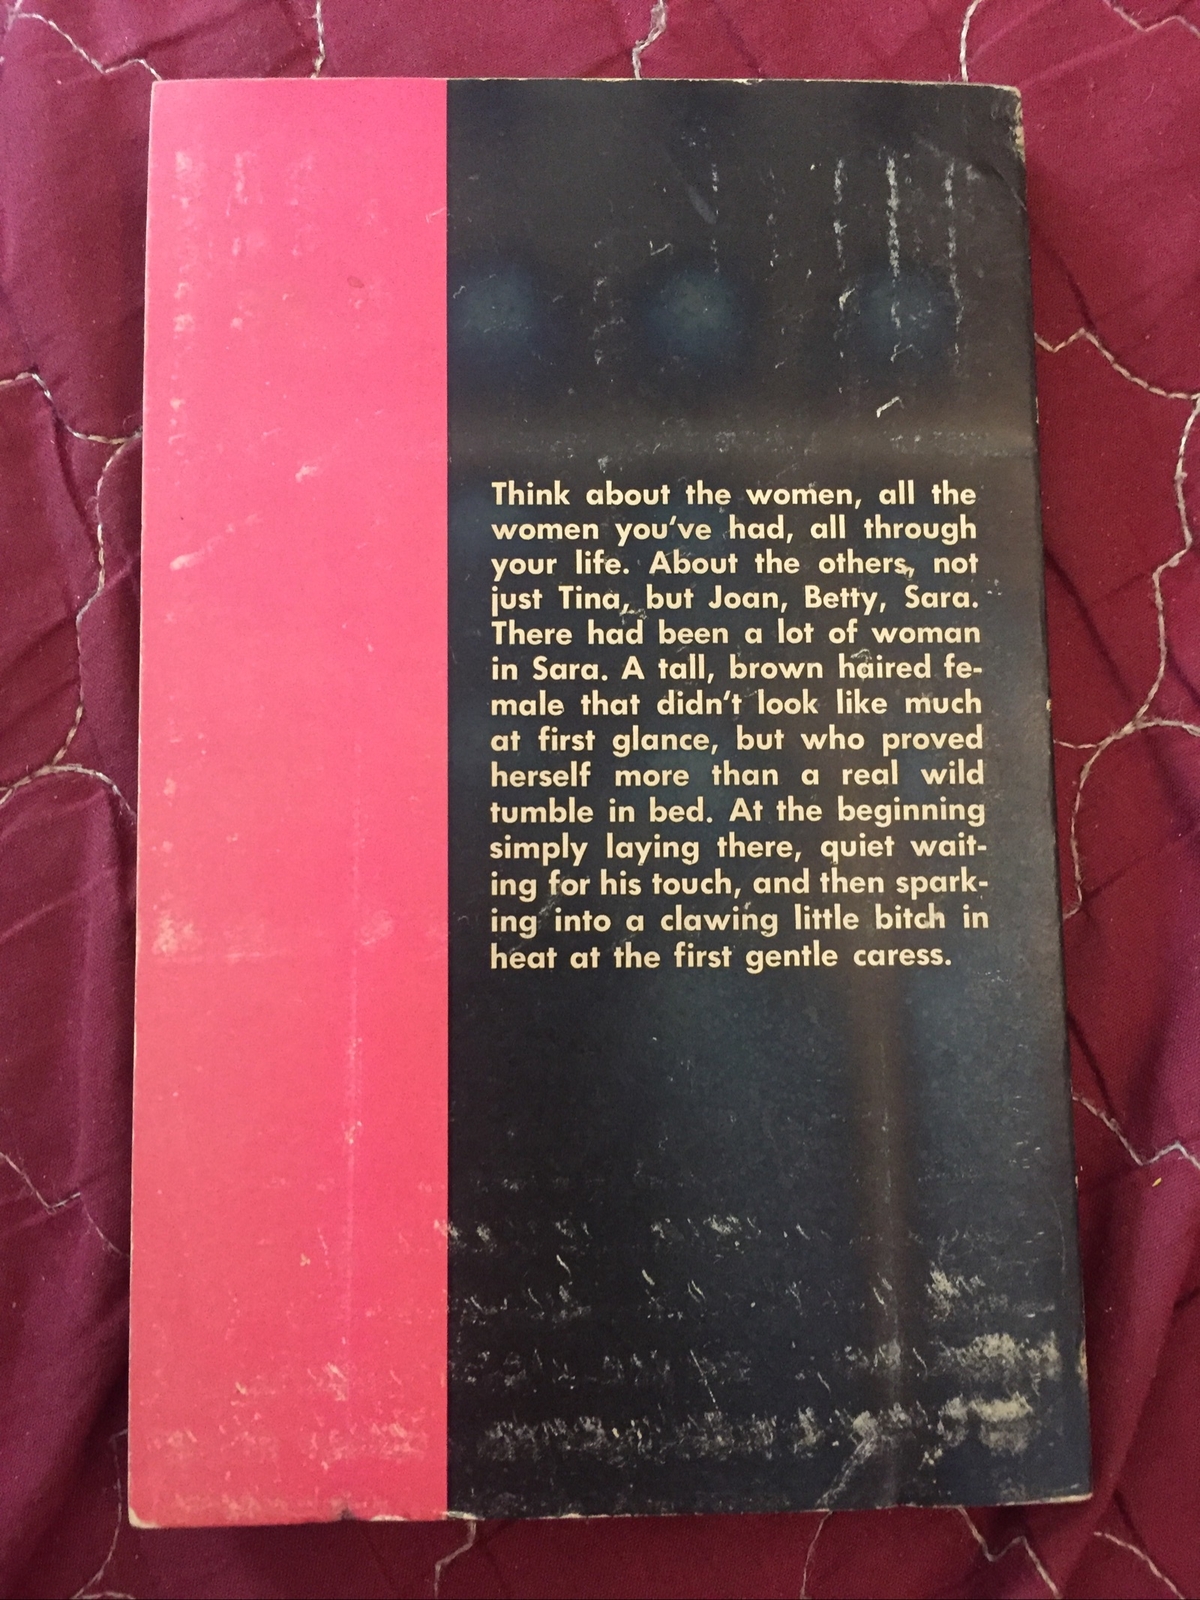 Think about the women, all the
women you've had, all through
your life. About the others, not
just Tina, but Joan, Betty, Sara.
There had been a lot of woman
in Sara. A tall, brown haired fe-
male that didn't look like much
at first glance, but who proved
herself more than a real wild
tumble in bed. At the beginning
simply laying there, quiet wait-
ing for his touch, and then spark-
ing into a clawing little bitch in
heat at the first gentle caress.